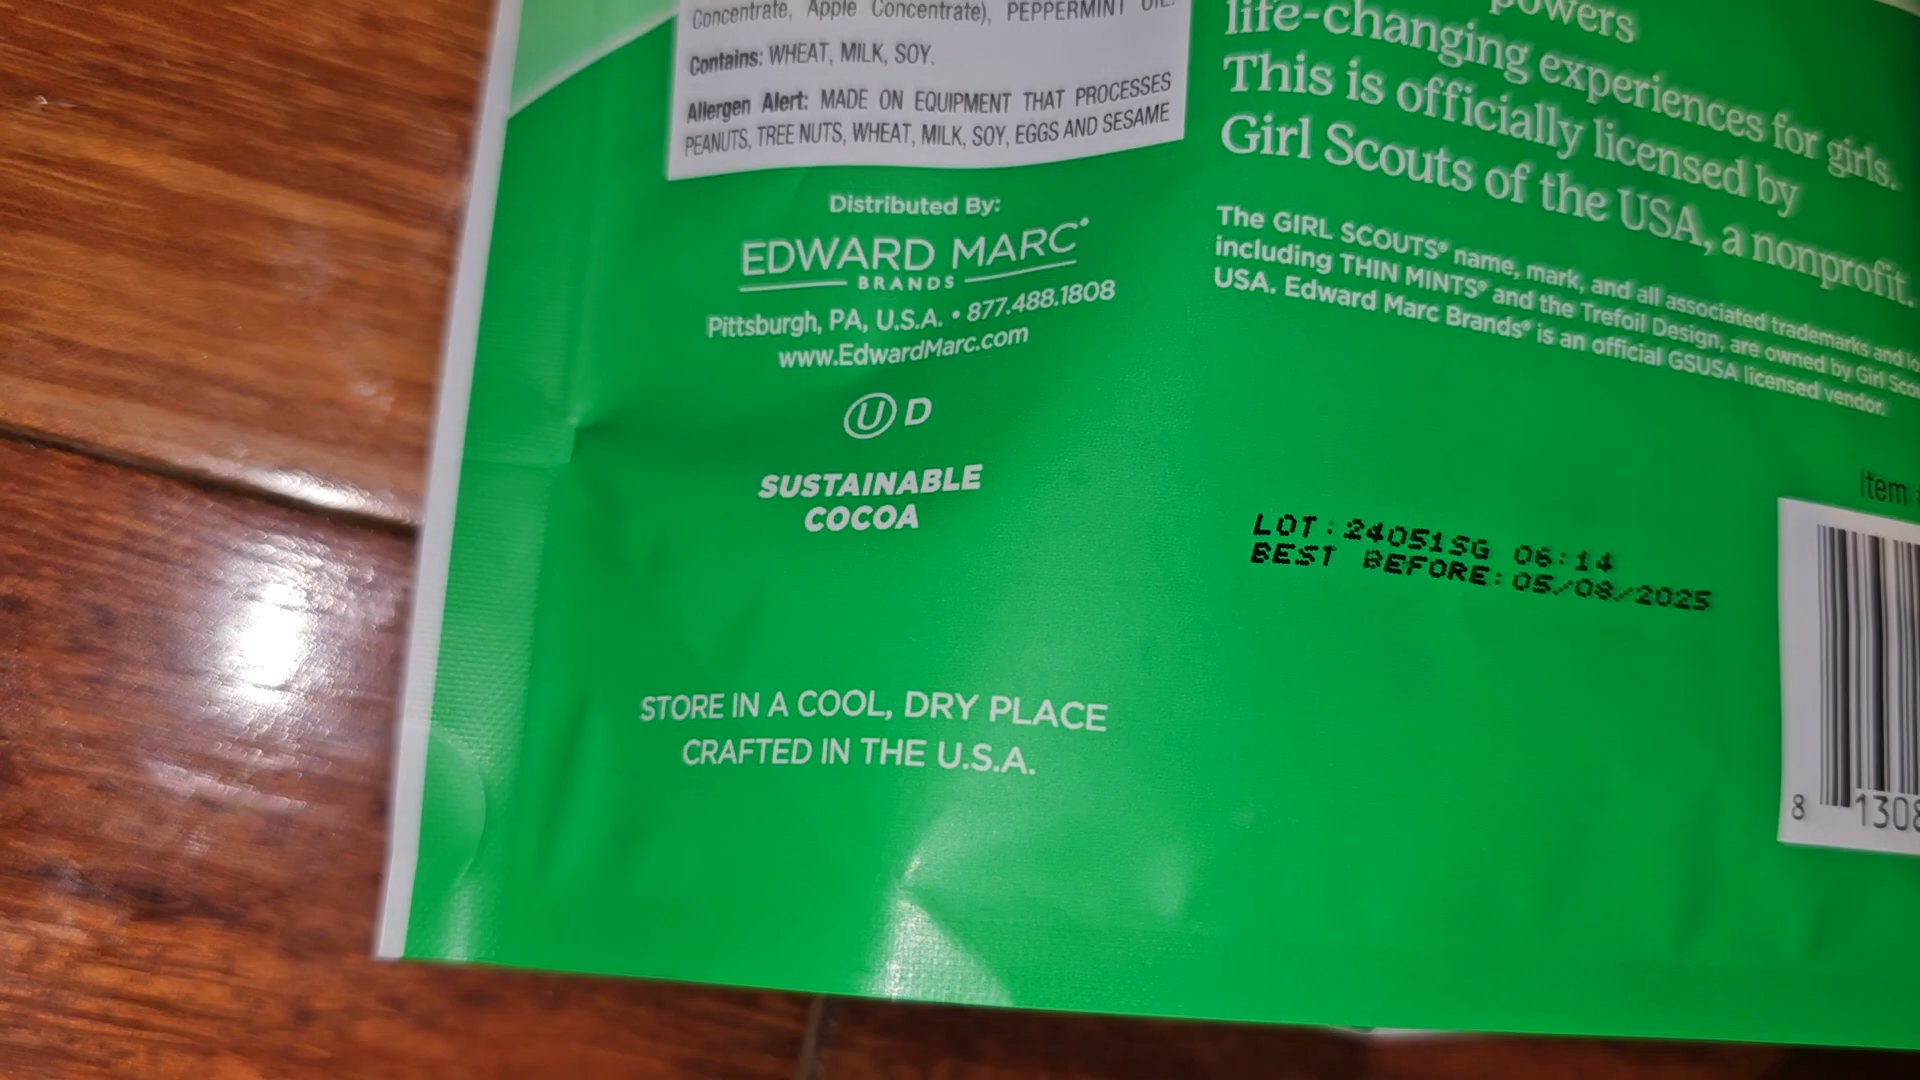 Concentrate, Apple Concentrate), PEPPERMINT OIL.
Contains: WHEAT, MILK, SOY.
Allergen Alert: MADE ON EQUIPMENT THAT PROCESSES
PEANUTS, TREE NUTS, WHEAT, MILK, SOY, EGGS AND SESAME
Distributed By:
EDWARD MARC®
BRANDS
Pittsburgh, PA, U.S.A. • 877.488.1808
www.EdwardMarc.com
U D
SUSTAINABLE
COCOA
STORE IN A COOL, DRY PLACE
CRAFTED IN THE U.S.A.
powers
life-changing experiences for girls.
This is officially licensed by
Girl Scouts of the USA, a nonprofit.
The GIRL SCOUTS® name, mark, and all associated trademarks and
including THIN MINTS® and the Trefoil Design, are owned by Girl
USA. Edward Marc Brands® is an official GSUSA licensed vendor.
LOT:24051SG 06:14
BEST BEFORE:05/08/2025
Item
8 1308